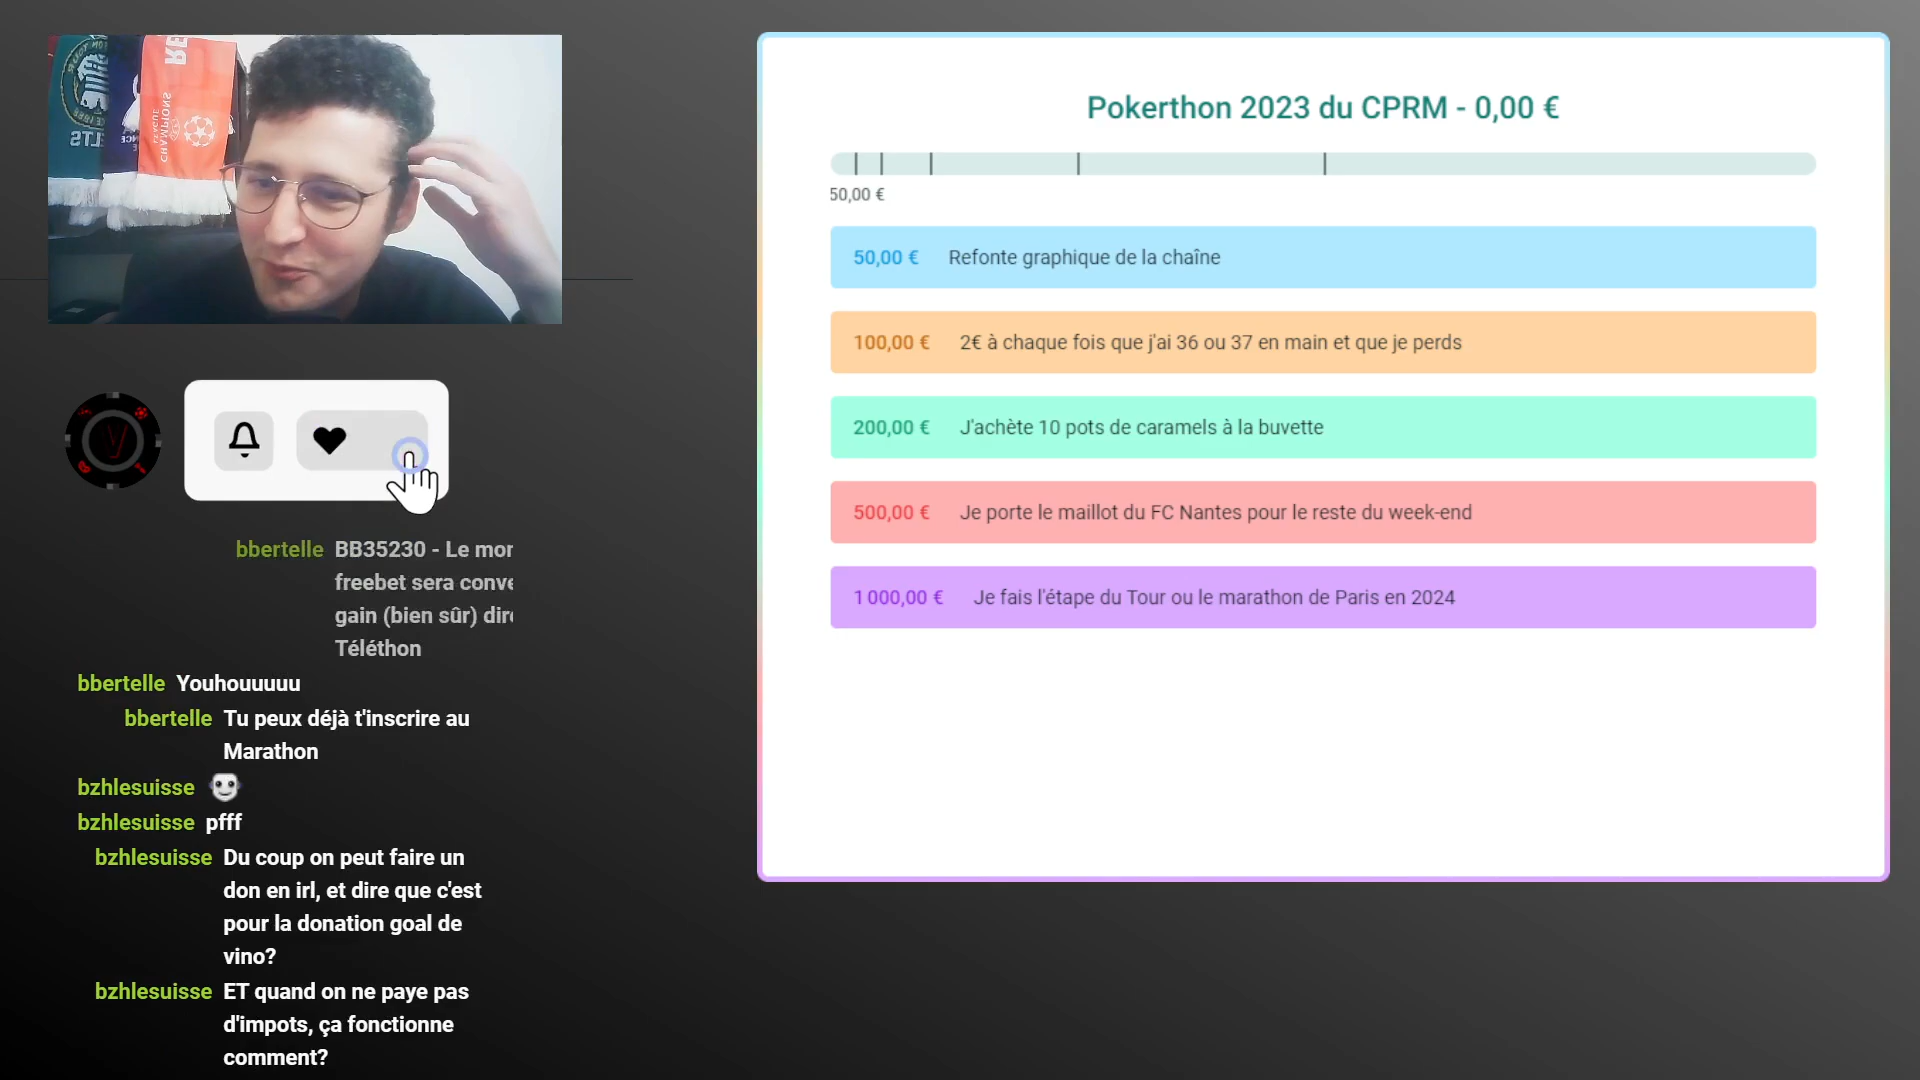 RE
CHAMPIONS
LEAGUE
Pokerthon 2023 du CPRM - 0,00 €
50,00 €
50,00 € Refonte graphique de la chaîne
100,00 € 2€ à chaque fois que j'ai 36 ou 37 en main et que je perds
200,00 € J'achète 10 pots de caramels à la buvette
500,00 € Je porte le maillot du FC Nantes pour le reste du week-end
1 000,00 € Je fais l'étape du Tour ou le marathon de Paris en 2024
bbertelle BB35230 - Le mon
freebet sera conve
gain (bien sûr) dire
Téléthon
bbertelle Youhouuuuu
bbertelle Tu peux déjà t'inscrire au
Marathon
bzhlesuisse
bzhlesuisse pfff
bzhlesuisse Du coup on peut faire un
don en irl, et dire que c'est
pour la donation goal de
vino?
bzhlesuisse ET quand on ne paye pas
d'impots, ça fonctionne
comment?